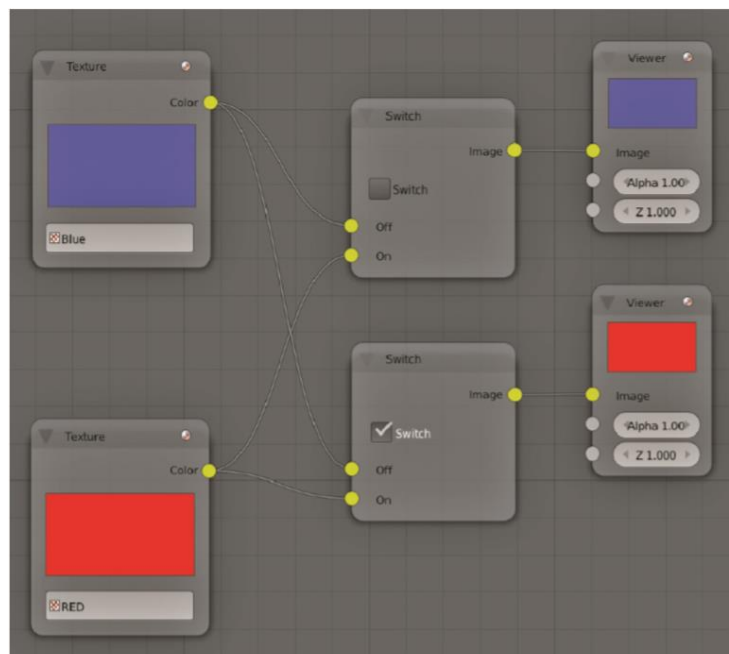 Texture
Color
Blue
Texture
Color
RED
Switch
Image
Switch
Off
On
Switch
Image
Switch
Off
On
Viewer
Image
Alpha 1.00
Z 1.000
Viewer
Image
Alpha 1.00
Z 1.000